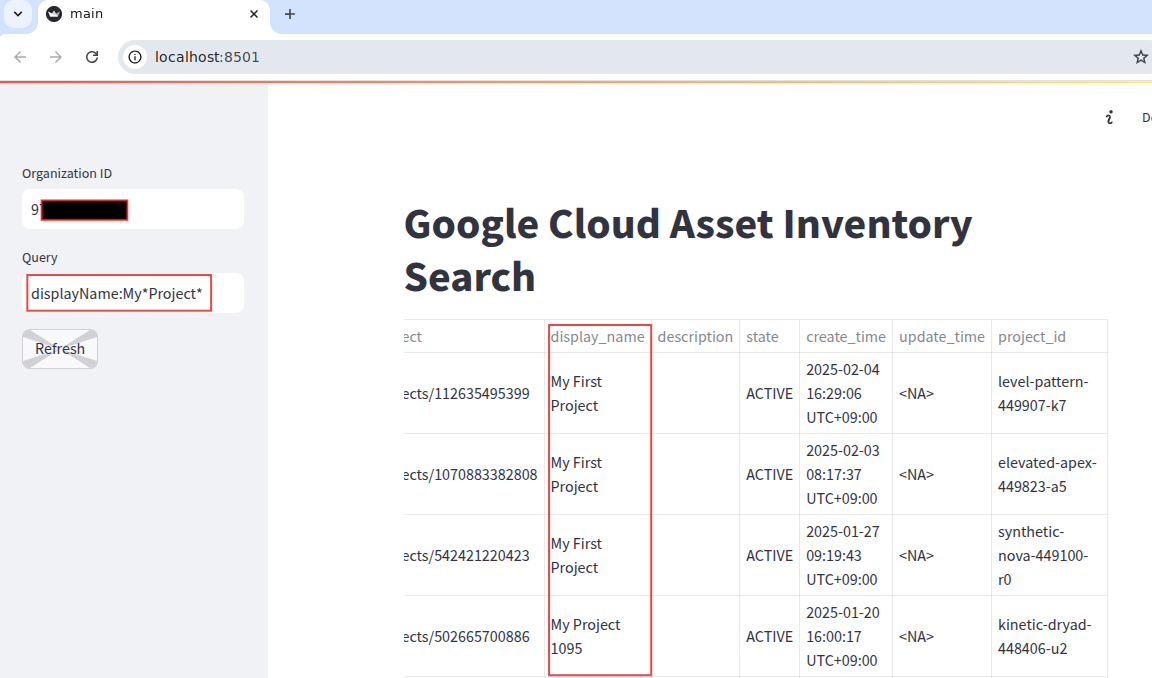 main
localhost:8501
Organization ID
9
Query
displayName:My*Project*
Refresh
Google Cloud Asset Inventory
Search
ect display_name description state create_time update_time project_id
ects/112635495399 My First Project ACTIVE 2025-02-04 16:29:06 UTC+09:00 <NA> level-pattern-449907-k7
ects/1070883382808 My First Project ACTIVE 2025-02-03 08:17:37 UTC+09:00 <NA> elevated-apex-449823-a5
ects/542421220423 My First Project ACTIVE 2025-01-27 09:19:43 UTC+09:00 <NA> synthetic-nova-449100-r0
ects/502665700886 My Project 1095 ACTIVE 2025-01-20 16:00:17 UTC+09:00 <NA> kinetic-dryad-448406-u2